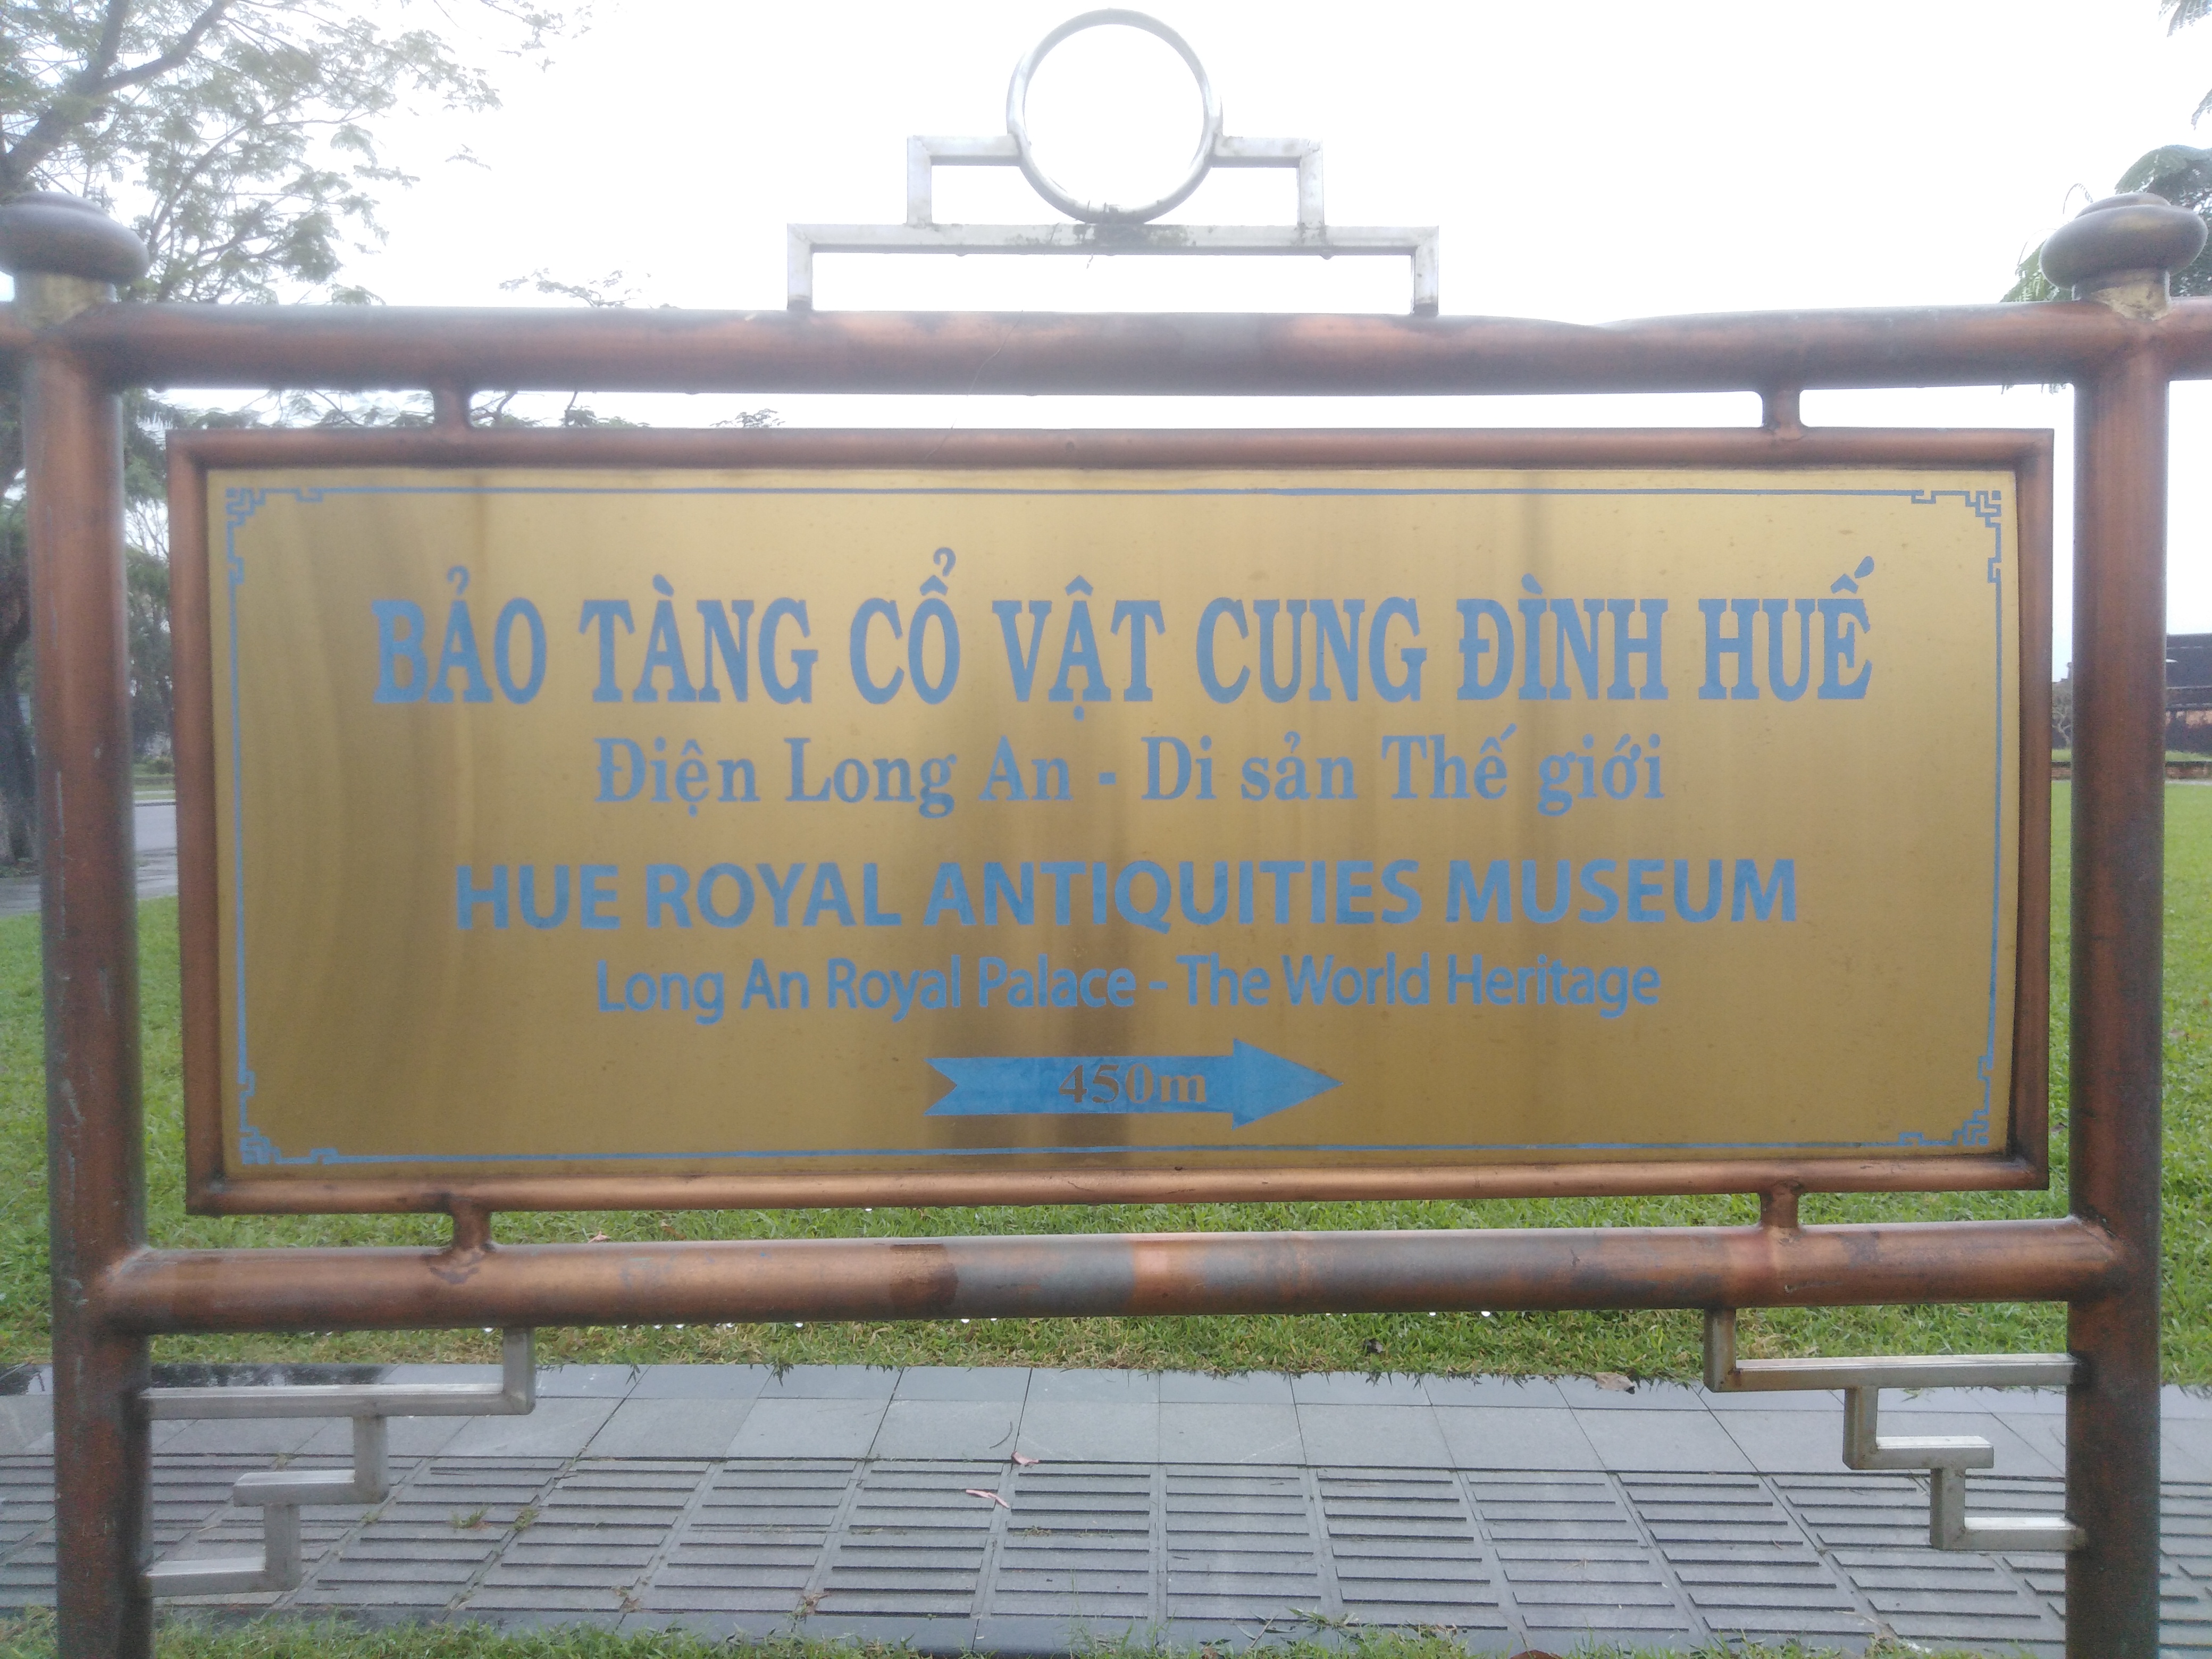 BẢO TÀNG CỔ VẬT CUNG ĐÌNH HUẾ
Điện Long An - Di sản Thế giới
HUE ROYAL ANTIQUITIES MUSEUM
Long An Royal Palace - The World Heritage
450m